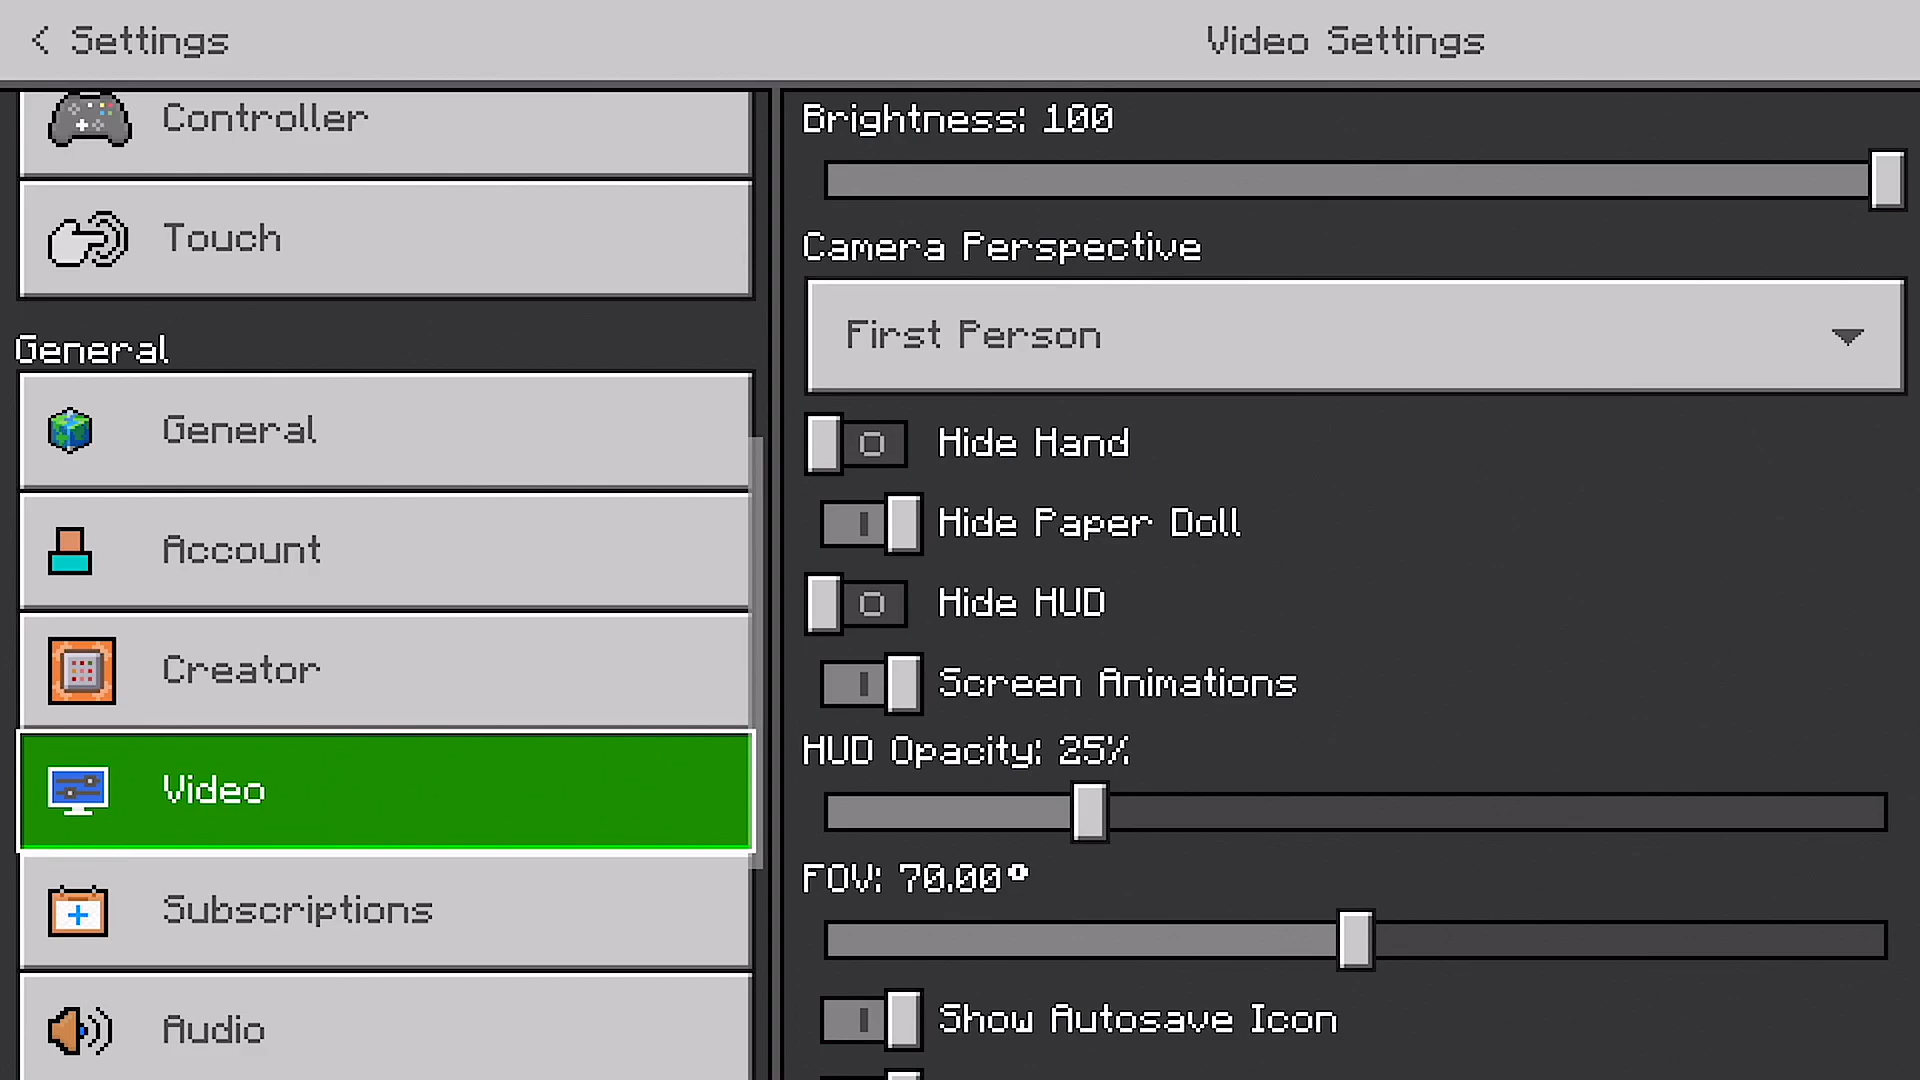 Settings
Video Settings
Controller
Touch
General
General
Account
Creator
Video
Subscriptions
Audio
Brightness: 100
Camera Perspective
First Person
Hide Hand
Hide Paper Doll
Hide HUD
Screen Animations
HUD Opacity: 25%
FOV: 70.00°
Show Autosave Icon